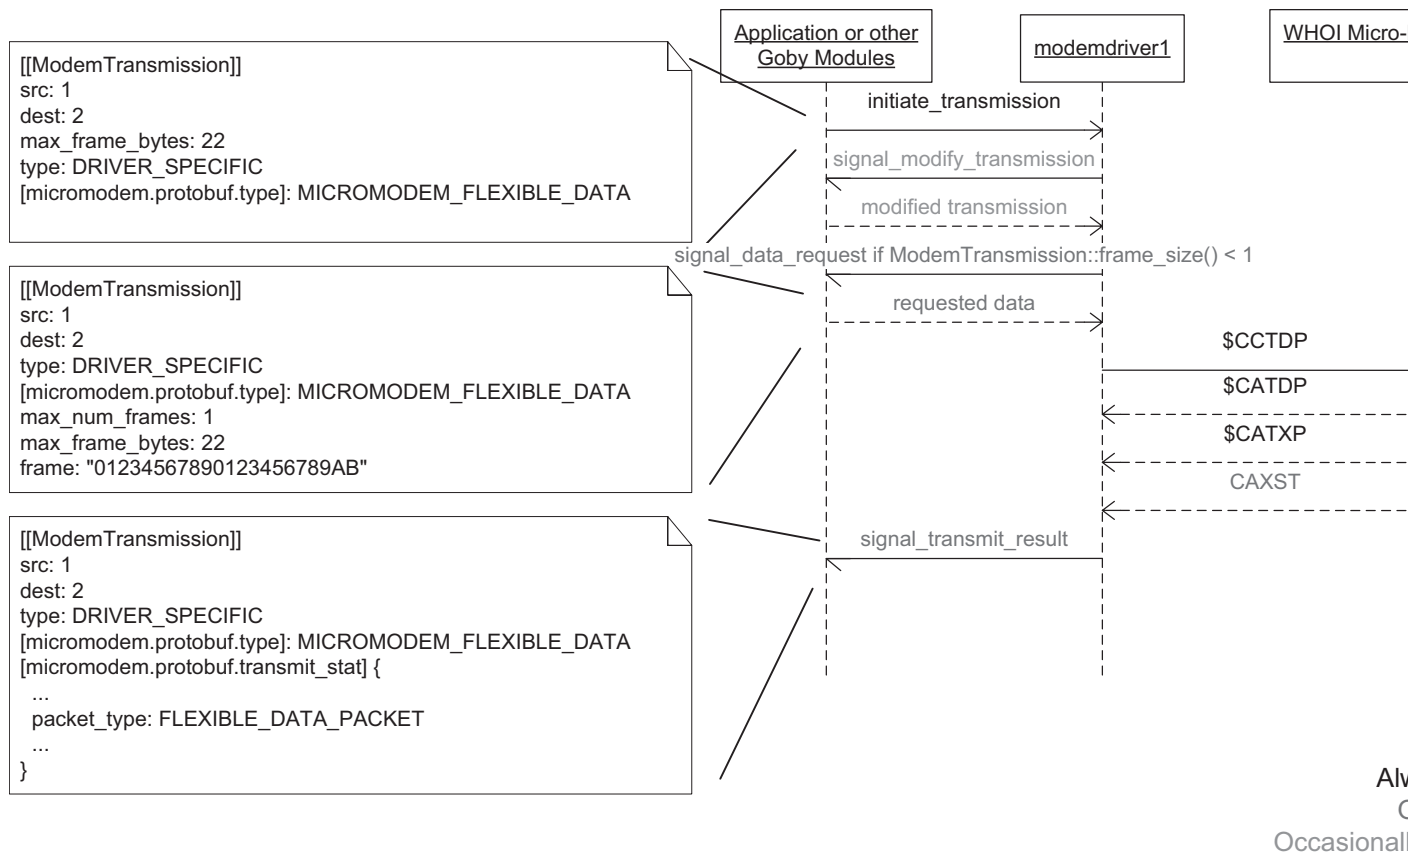 Application or other
Goby Modules
modemdriver1
WHOI Micro-
[[ModemTransmission]]
src: 1
dest: 2
max_frame_bytes: 22
type: DRIVER_SPECIFIC
[micromodem.protobuf.type]: MICROMODEM_FLEXIBLE_DATA
initiate_transmission
signal_modify_transmission
modified transmission
signal_data_request if ModemTransmission::frame_size() < 1
requested data
[[ModemTransmission]]
src: 1
dest: 2
type: DRIVER_SPECIFIC
[micromodem.protobuf.type]: MICROMODEM_FLEXIBLE_DATA
max_num_frames: 1
max_frame_bytes: 22
frame: "01234567890123456789AB"
$CCTDP
$CATDP
$CATXP
CAXST
signal_transmit_result
[[ModemTransmission]]
src: 1
dest: 2
type: DRIVER_SPECIFIC
[micromodem.protobuf.type]: MICROMODEM_FLEXIBLE_DATA
[micromodem.protobuf.transmit_stat] {
...
packet_type: FLEXIBLE_DATA_PACKET
...
}